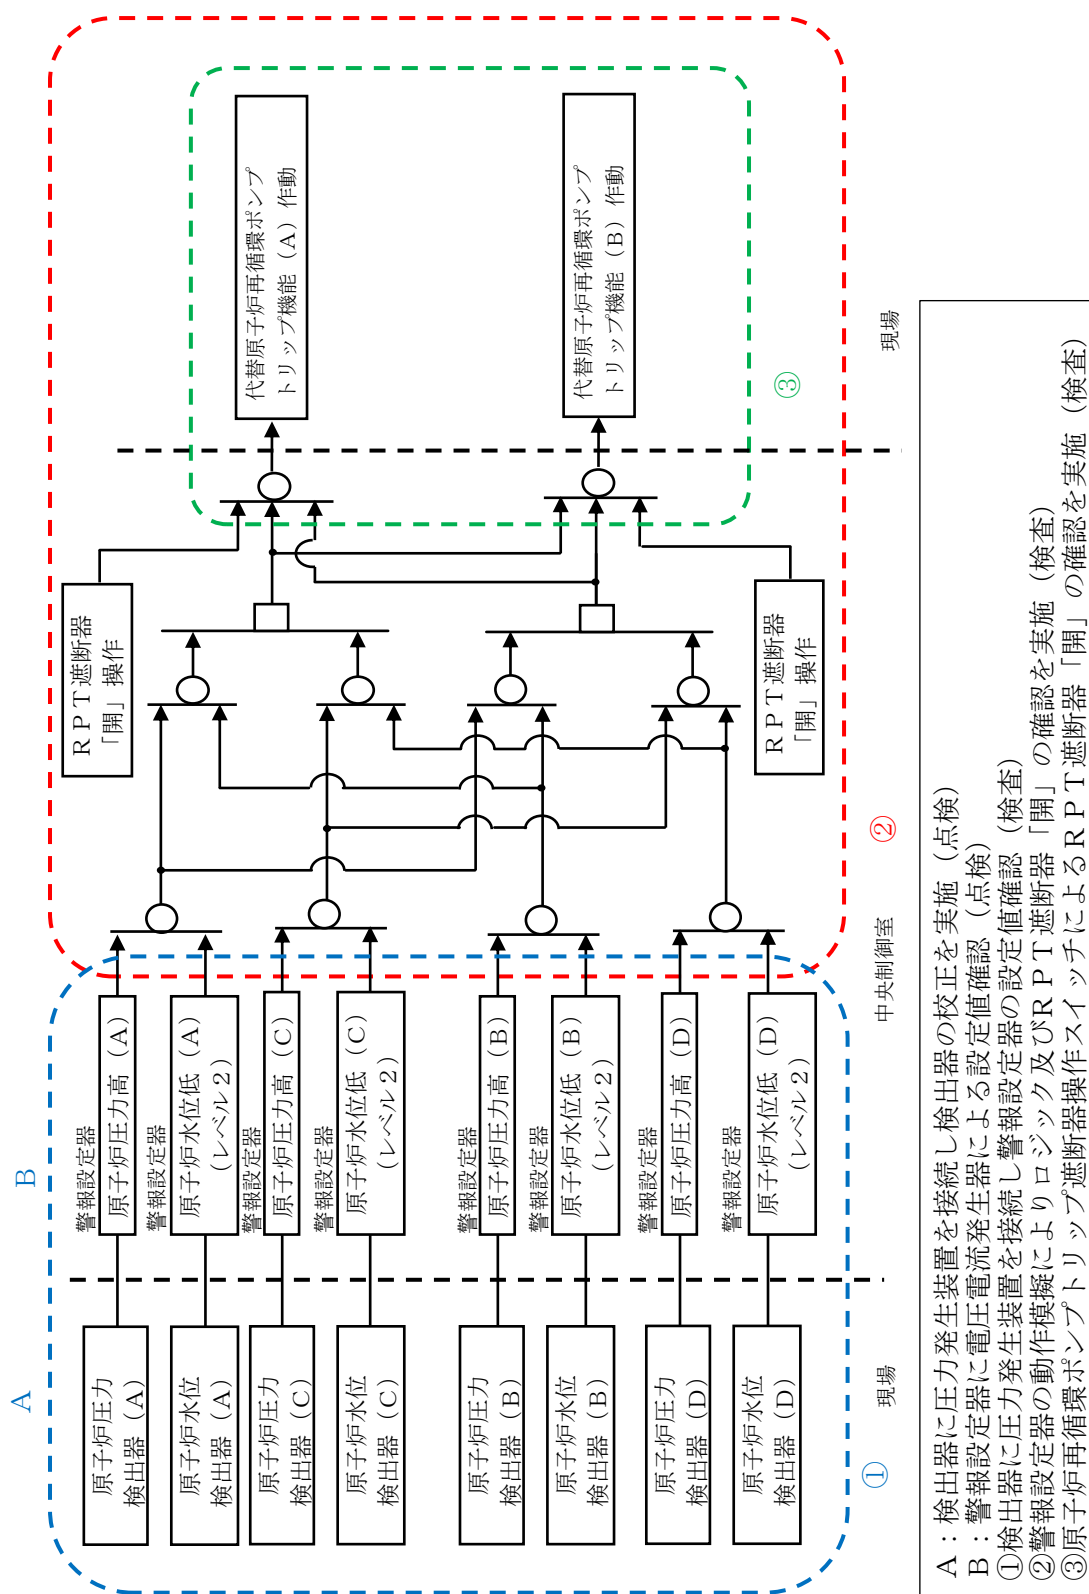 A
B
原子炉圧力
検出器（A）
原子炉水位
検出器（A）
原子炉圧力
検出器（C）
原子炉水位
検出器（C）
原子炉圧力
検出器（B）
原子炉水位
検出器（B）
原子炉圧力
検出器（D）
原子炉水位
検出器（D）
警報設定器
原子炉圧力高（A）
警報設定器
原子炉水位低（A）
（レベル２）
警報設定器
原子炉圧力高（C）
警報設定器
原子炉水位低（C）
（レベル２）
警報設定器
原子炉圧力高（B）
警報設定器
原子炉水位低（B）
（レベル２）
警報設定器
原子炉圧力高（D）
警報設定器
原子炉水位低（D）
（レベル２）
ＲＰＴ遮断器
「開」操作
ＲＰＴ遮断器
「開」操作
代替原子炉再循環ポンプ
トリップ機能（A）作動
代替原子炉再循環ポンプ
トリップ機能（B）作動
①
②
③
現場
中央制御室
現場
Ａ：検出器に圧力発生装置を接続し検出器の校正を実施（点検）
Ｂ：警報設定器に電圧電流発生器による設定値確認（点検）
①検出器に圧力発生装置を接続し警報設定器の設定値確認（検査）
②警報設定器の動作模擬によりロジック及びＲＰＴ遮断器「開」の確認を実施（検査）
③原子炉再循環ポンプトリップ遮断器操作スイッチによるＲＰＴ遮断器「開」の確認を実施（検査）